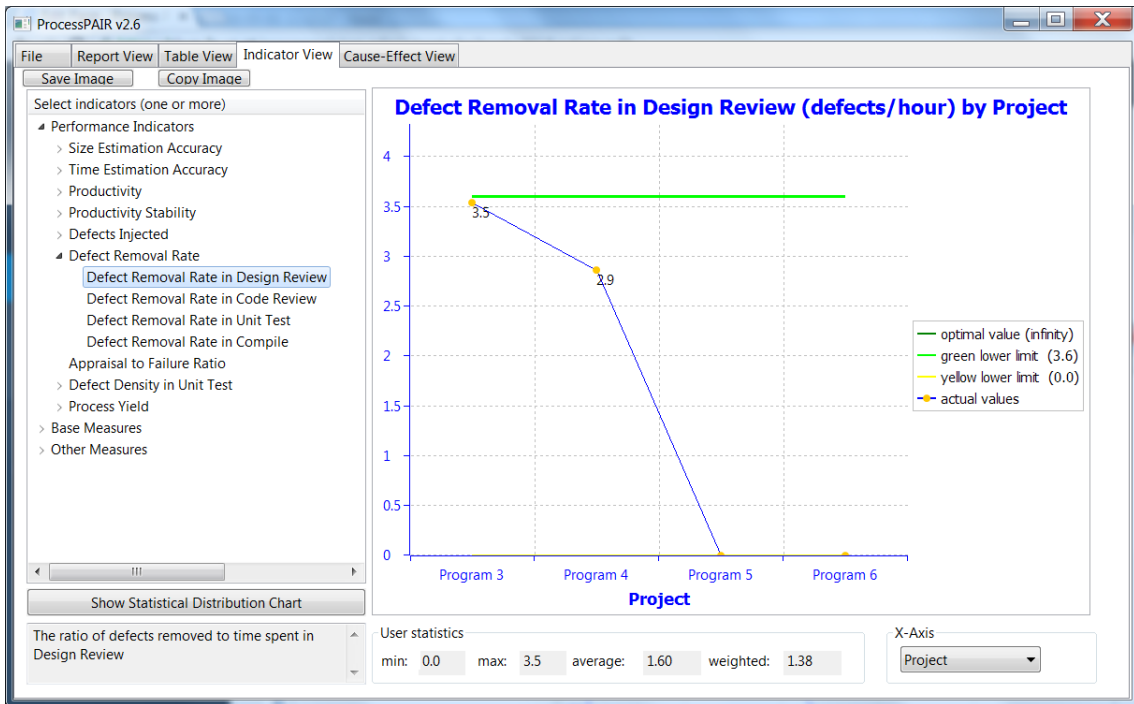 ProcessPAIR v2.6
File Report View Table View Indicator View Cause-Effect View
Save Image Copy Image
Select indicators (one or more)
Performance Indicators
Size Estimation Accuracy
Time Estimation Accuracy
Productivity
Productivity Stability
Defects Injected
Defect Removal Rate
Defect Removal Rate in Design Review
Defect Removal Rate in Code Review
Defect Removal Rate in Unit Test
Defect Removal Rate in Compile
Appraisal to Failure Ratio
Defect Density in Unit Test
Process Yield
Base Measures
Other Measures
Show Statistical Distribution Chart
The ratio of defects removed to time spent in
Design Review
Defect Removal Rate in Design Review (defects/hour) by Project
4
3.5
3
2.5
2
1.5
1
0.5
0
3.5
2.9
Program 3 Program 4 Program 5 Program 6
Project
optimal value (infinity)
green lower limit (3.6)
yellow lower limit (0.0)
actual values
User statistics
min: 0.0 max: 3.5 average: 1.60 weighted: 1.38
X-Axis
Project